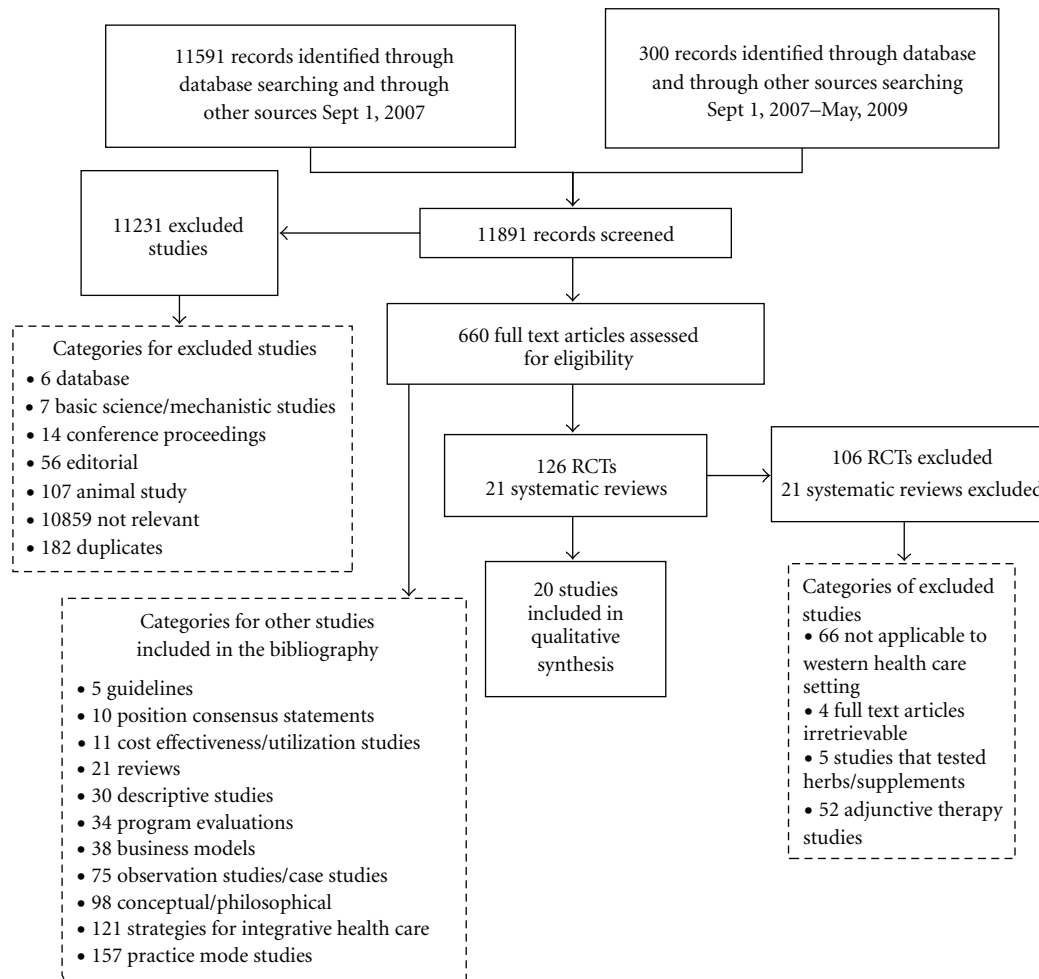 11591 records identified through
database searching and through
other sources Sept 1, 2007
300 records identified through database
and through other sources searching
Sept 1, 2007–May, 2009
11231 excluded
studies
11891 records screened
Categories for excluded studies
• 6 database
• 7 basic science/mechanistic studies
• 14 conference proceedings
• 56 editorial
• 107 animal study
• 10859 not relevant
• 182 duplicates
660 full text articles assessed
for eligibility
126 RCTs
21 systematic reviews
106 RCTs excluded
21 systematic reviews excluded
20 studies
included in
qualitative
synthesis
Categories of excluded
studies
• 66 not applicable to
western health care
setting
• 4 full text articles
irretrievable
• 5 studies that tested
herbs/supplements
• 52 adjunctive therapy
studies
Categories for other studies
included in the bibliography
• 5 guidelines
• 10 position consensus statements
• 11 cost effectiveness/utilization studies
• 21 reviews
• 30 descriptive studies
• 34 program evaluations
• 38 business models
• 75 observation studies/case studies
• 98 conceptual/philosophical
• 121 strategies for integrative health care
• 157 practice mode studies